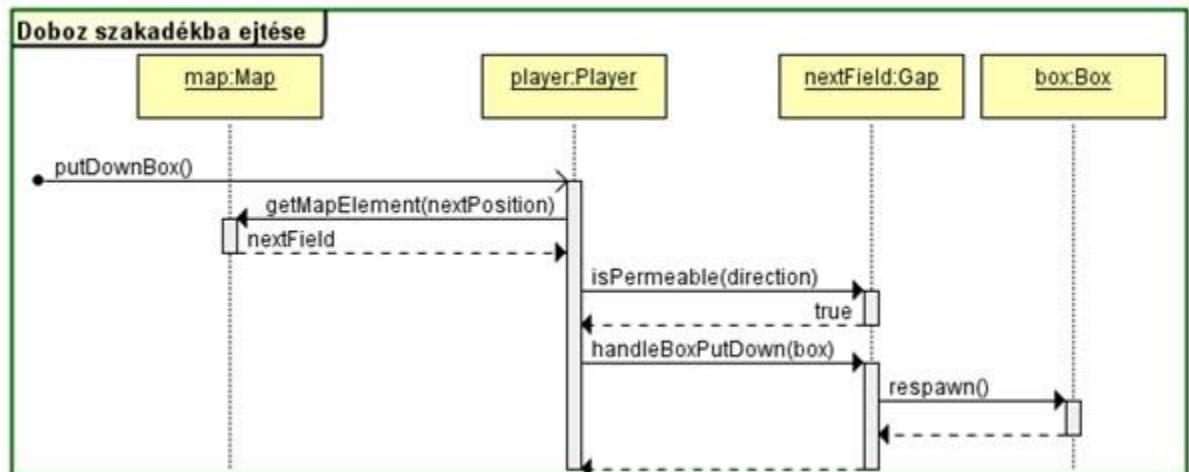 Doboz szakadékba ejtése
map:Map
player:Player
nextField:Gap
box:Box
putDownBox()
getMapElement(nextPosition)
nextField
isPermeable(direction)
true
handleBoxPutDown(box)
respawn()